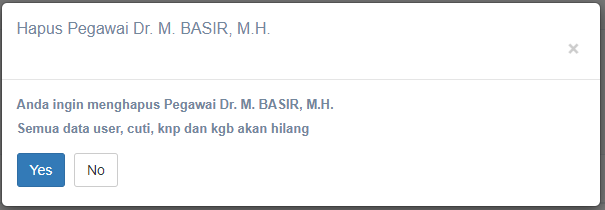 Hapus Pegawai Dr. M. BASIR, M.H.
×
Anda ingin menghapus Pegawai Dr. M. BASIR, M.H.
Semua data user, cuti, knp dan kgb akan hilang
Yes No